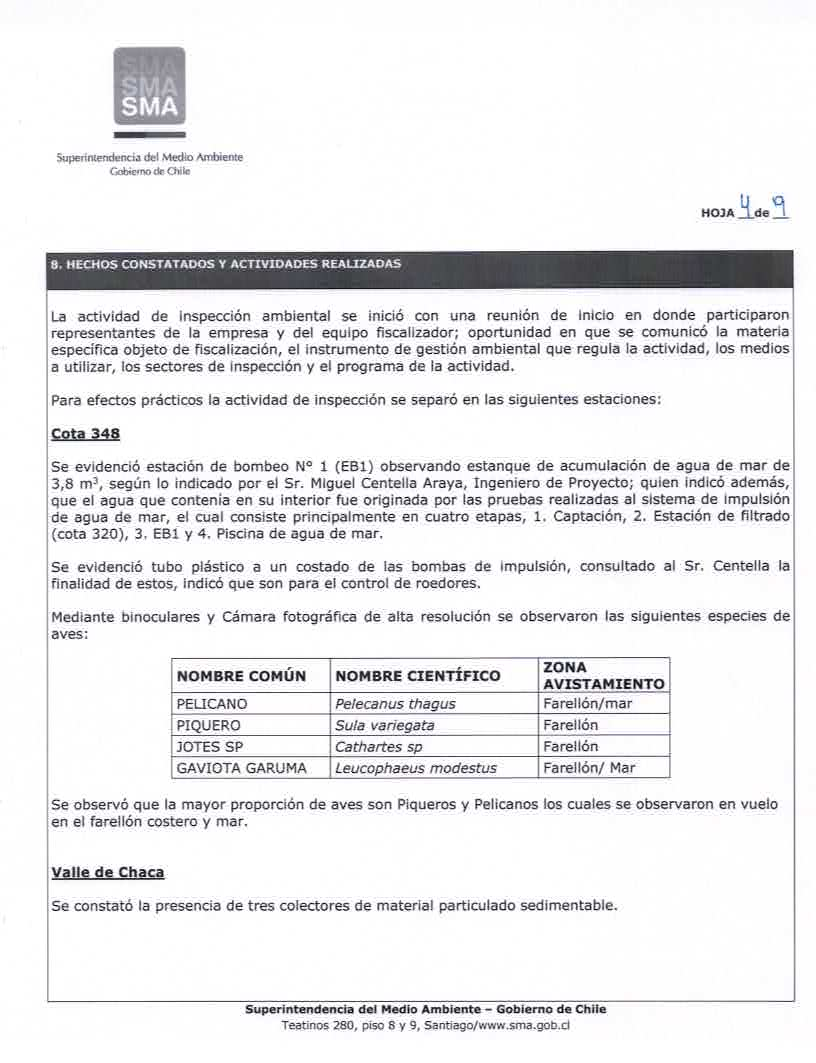 SMA
SMA
SMA
Superintendencia del Medio Ambiente
Gobierno de Chile
HOJA 4 de 9
8. HECHOS CONSTATADOS Y ACTIVIDADES REALIZADAS
La actividad de inspección ambiental se inició con una reunión de inicio en donde participaron
representantes de la empresa y del equipo fiscalizador; oportunidad en que se comunicó la materia
específica objeto de fiscalización, el instrumento de gestión ambiental que regula la actividad, los medios
a utilizar, los sectores de inspección y el programa de la actividad.
Para efectos prácticos la actividad de inspección se separó en las siguientes estaciones:
Cota 348
Se evidenció estación de bombeo N° 1 (EB1) observando estanque de acumulación de agua de mar de
3,8 m³, según lo indicado por el Sr. Miguel Centella Araya, Ingeniero de Proyecto; quien indicó además,
que el agua que contenía en su interior fue originada por las pruebas realizadas al sistema de impulsión
de agua de mar, el cual consiste principalmente en cuatro etapas, 1. Captación, 2. Estación de filtrado
(cota 320), 3. EB1 y 4. Piscina de agua de mar.
Se evidenció tubo plástico a un costado de las bombas de impulsión, consultado al Sr. Centella la
finalidad de estos, indicó que son para el control de roedores.
Mediante binoculares y Cámara fotográfica de alta resolución se observaron las siguientes especies de
aves:
NOMBRE COMÚN NOMBRE CIENTÍFICO ZONA AVISTAMIENTO
PELICANO Pelecanus thagus Farellón/mar
PIQUERO Sula variegata Farellón
JOTES SP Cathartes sp Farellón
GAVIOTA GARUMA Leucophaeus modestus Farellón/ Mar
Se observó que la mayor proporción de aves son Piqueros y Pelicanos los cuales se observaron en vuelo
en el farellón costero y mar.
Valle de Chaca
Se constató la presencia de tres colectores de material particulado sedimentable.
Superintendencia del Medio Ambiente – Gobierno de Chile
Teatinos 280, piso 8 y 9, Santiago/www.sma.gob.cl